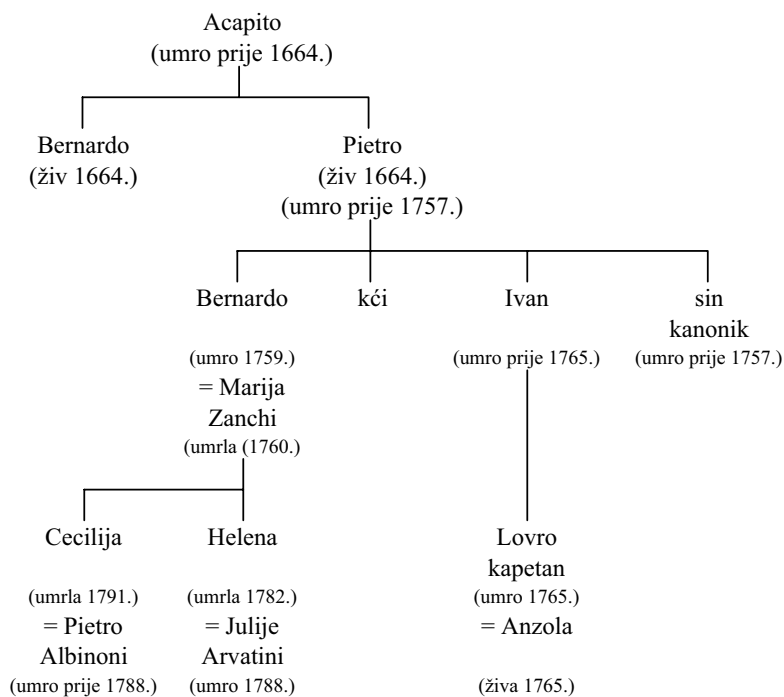 Acapito
(umro prije 1664.)
Bernardo
(živ 1664.)
Pietro
(živ 1664.)
(umro prije 1757.)
Bernardo
(umro 1759.)
= Marija
Zanchi
(umrla (1760.)
kći
Ivan
(umro prije 1765.)
sin
kanonik
(umro prije 1757.)
Cecilija
(umrla 1791.)
= Pietro
Albinoni
(umro prije 1788.)
Helena
(umrla 1782.)
= Julije
Arvatini
(umro 1788.)
Lovro
kapetan
(umro 1765.)
= Anzola
(živa 1765.)